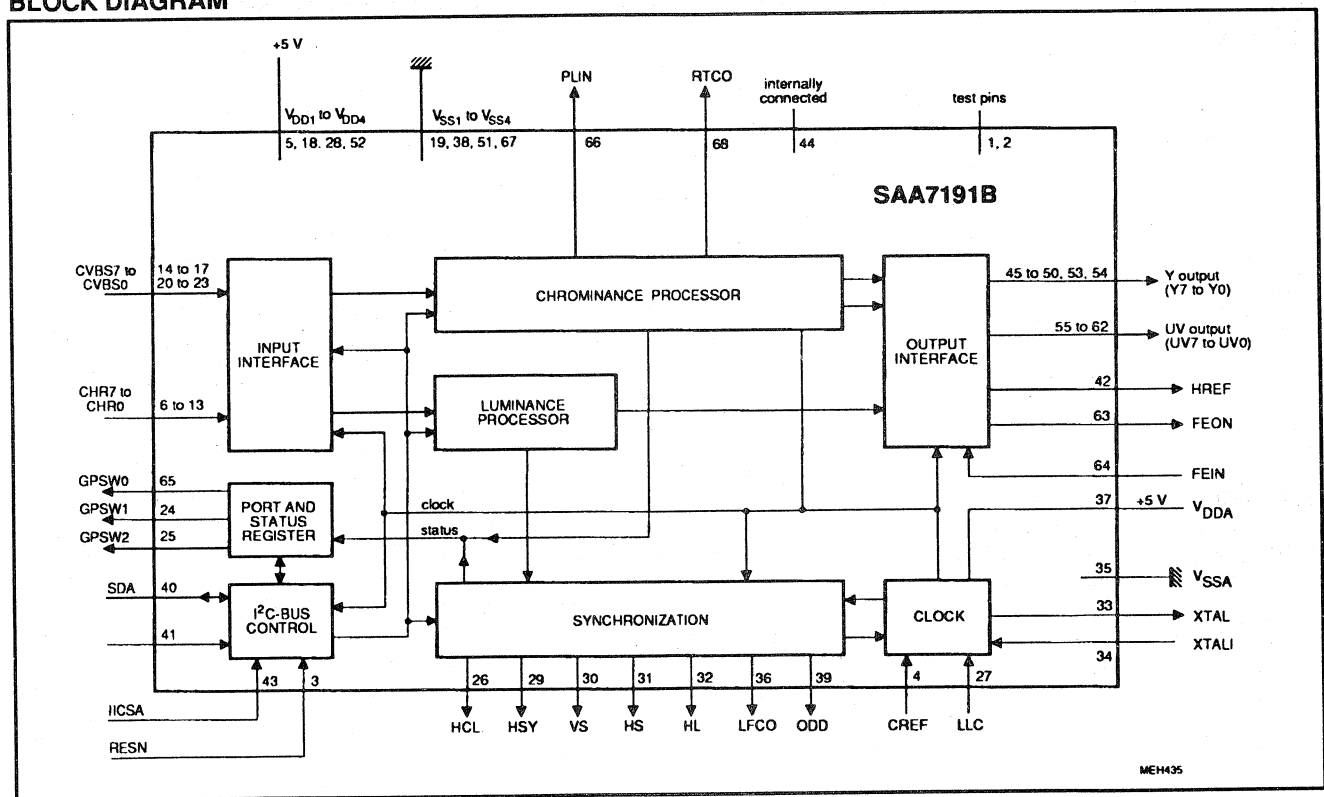 BLOCK DIAGRAM
+5 V
PLIN
RTCO
internally
connected
test pins
VDD1 to VDD4
VSS1 to VSS4
5, 18. 28, 52
19, 38, 51, 67
66
68
44
1, 2
SAA7191B
CVBS7 to
CVBS0
14 to 17
20 to 23
INPUT
INTERFACE
CHROMINANCE PROCESSOR
OUTPUT
INTERFACE
45 to 50, 53, 54
Y output
(Y7 to Y0)
55 to 62
UV output
(UV7 to UV0)
CHR7 to
CHR0
6 to 13
LUMINANCE
PROCESSOR
42
HREF
63
FEON
64
FEIN
GPSW0
65
GPSW1
24
GPSW2
25
PORT AND
STATUS
REGISTER
clock
status
37
+5 V
VDDA
35
VSSA
SDA
40
41
I2C-BUS
CONTROL
SYNCHRONIZATION
CLOCK
33
XTAL
XTALI
34
43
3
26
29
30
31
32
36
39
4
27
IICSA
RESN
HCL
HSY
VS
HS
HL
LFCO
ODD
CREF
LLC
MEH435